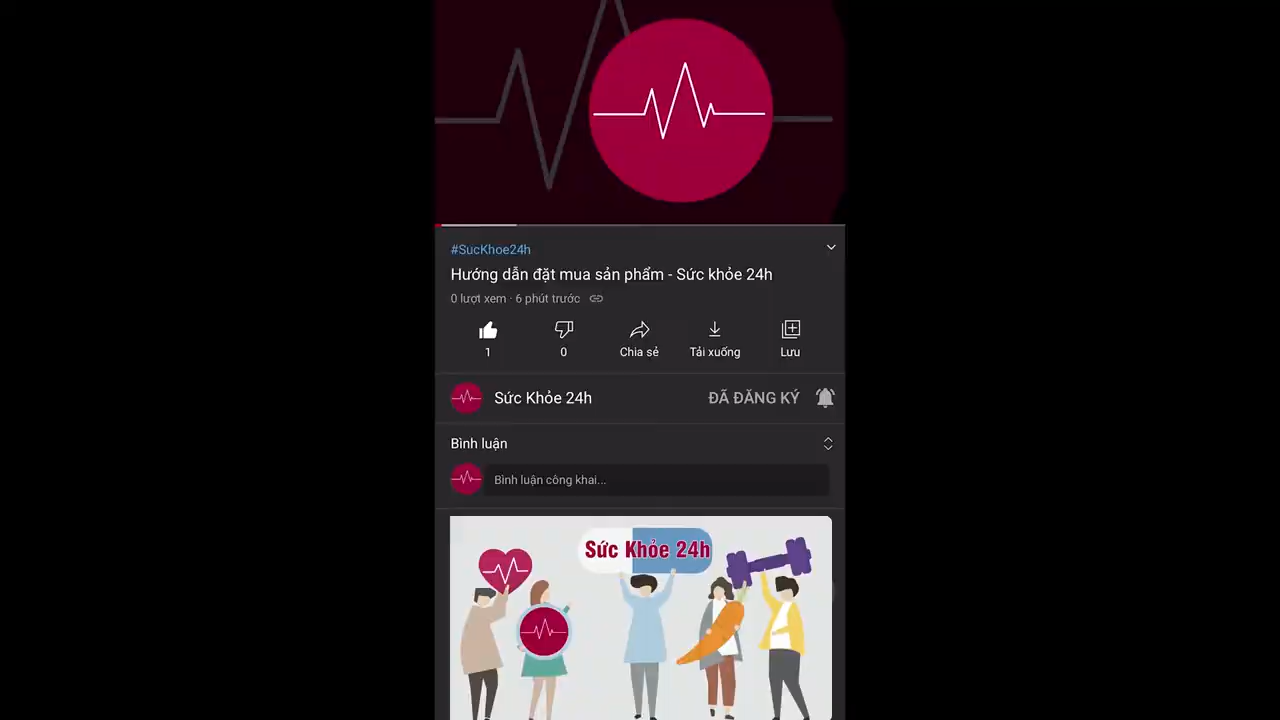 #SucKhoe24h
Hướng dẫn đặt mua sản phẩm - Sức khỏe 24h
0 lượt xem · 6 phút trước
1
0
Chia sẻ
Tải xuống
Lưu
Sức Khỏe 24h
ĐÃ ĐĂNG KÝ
Bình luận
Bình luận công khai...
Sức Khỏe 24h